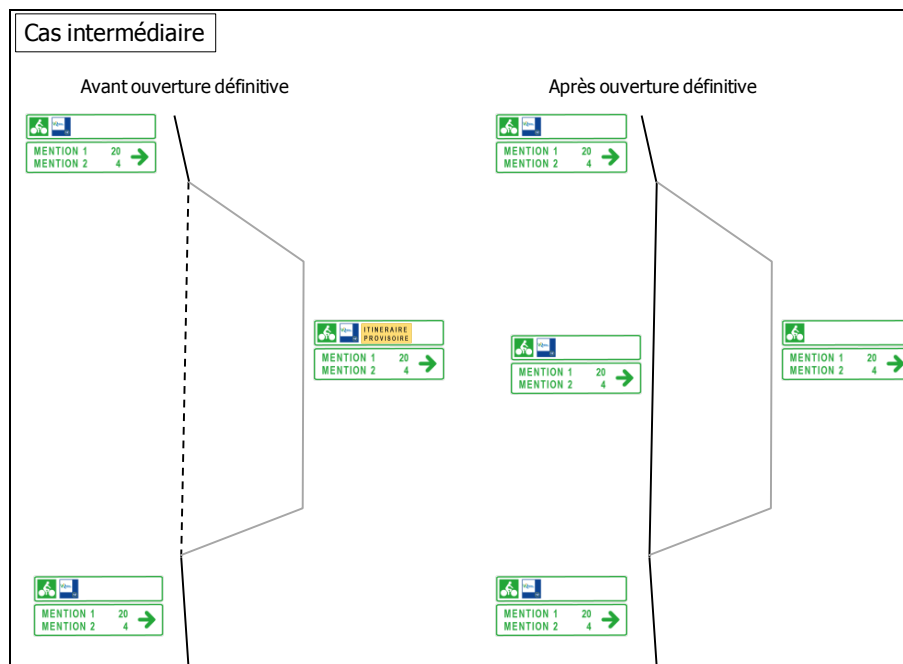 Cas intermédiaire
Avant ouverture définitive
MENTION 1 20
MENTION 2 4
ITINERAIRE
PROVISOIRE
MENTION 1 20
MENTION 2 4
MENTION 1 20
MENTION 2 4
Après ouverture définitive
MENTION 1 20
MENTION 2 4
MENTION 1 20
MENTION 2 4
MENTION 1 20
MENTION 2 4
MENTION 1 20
MENTION 2 4